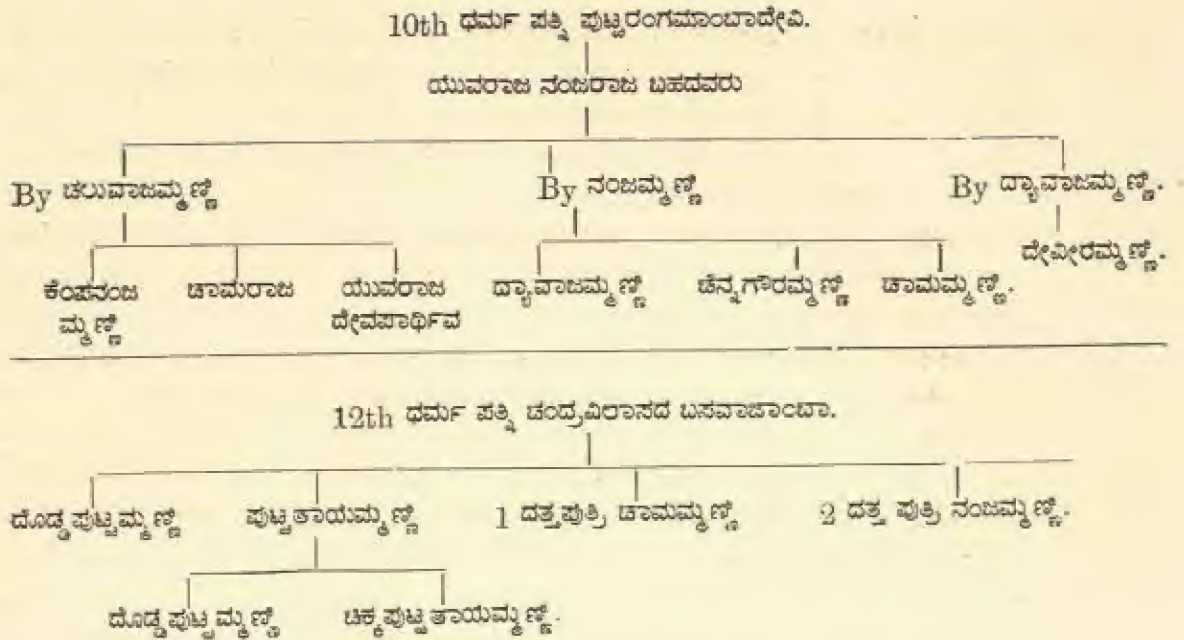 10th ಧರ್ಮ ಪತ್ನಿ ಪುಟ್ಟರಂಗಮಾಂಬಾದೇವಿ.
ಯುವರಾಜ ನಂಜರಾಜ ಬಹದವರು
By ಚಲುವಾಜಮ್ಮಣ್ಣಿ By ನಂಜಮ್ಮಣ್ಣಿ By ದ್ಯಾವಾಜಮ್ಮಣ್ಣಿ.
ದೇವೀರಮ್ಮಣ್ಣಿ.
ಕೆಂಪನಂಜ ಚಾಮರಾಜ ಯುವರಾಜ ದ್ಯಾವಾಜಮ್ಮಣ್ಣಿ ಚೆನ್ನಗೌರಮ್ಮಣ್ಣಿ ಚಾಮಮ್ಮಣ್ಣಿ.
ಮ್ಮಣ್ಣಿ ದೇವಪಾರ್ಥಿವ
12th ಧರ್ಮ ಪತ್ನಿ ಚಂದ್ರವಿಲಾಸದ ಬಸವಾಜಾಂಬಾ.
ದೊಡ್ಡಪುಟ್ಟಮ್ಮಣ್ಣಿ ಪುಟ್ಟತಾಯಮ್ಮಣ್ಣಿ 1 ದತ್ತಪುತ್ರಿ ಚಾಮಮ್ಮಣ್ಣಿ 2 ದತ್ತ ಪುತ್ರಿ ನಂಜಮ್ಮಣ್ಣಿ.
ದೊಡ್ಡಪುಟ್ಟಮ್ಮಣ್ಣಿ ಚಿಕ್ಕಪುಟ್ಟತಾಯಮ್ಮಣ್ಣಿ.